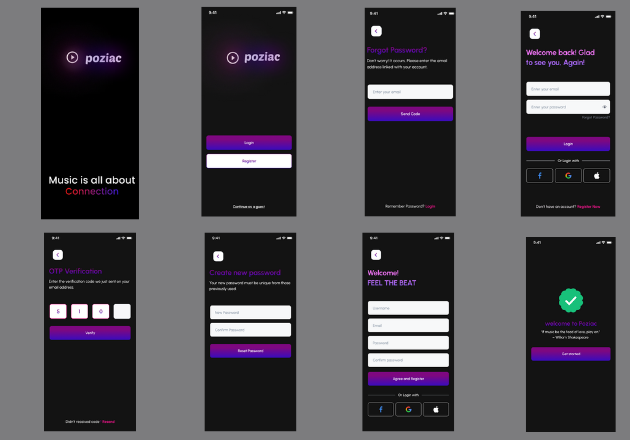 poziac
Music is all about
Connection
9:41
poziac
Login
Register
Continue as a guest
9:41
Forgot Password?
Don't worry! It occurs. Please enter the email
address linked with your account
Enter your email
Send Code
Remember Password? Login
9:41
Welcome back! Glad
to see you. Again!
Enter your email
Enter your password
Forgot Password?
Login
Or Login with
Don't have an account? Register Now
9:41
OTP Verification
Enter the verification code we just sent on your
email address.
5 1 0
Verify
Didn't received code Resend
9:41
Create new password
Your new password must be unique from those
previously used
New Password
Confirm Password
Reset Password
9:41
Welcome!
FEEL THE BEAT
Username
Email
Password
Confirm password
Agree and Register
Or Login with
9:41
welcome to Poziac
"If music be the food of love, play on."
– William Shakespeare
Get started